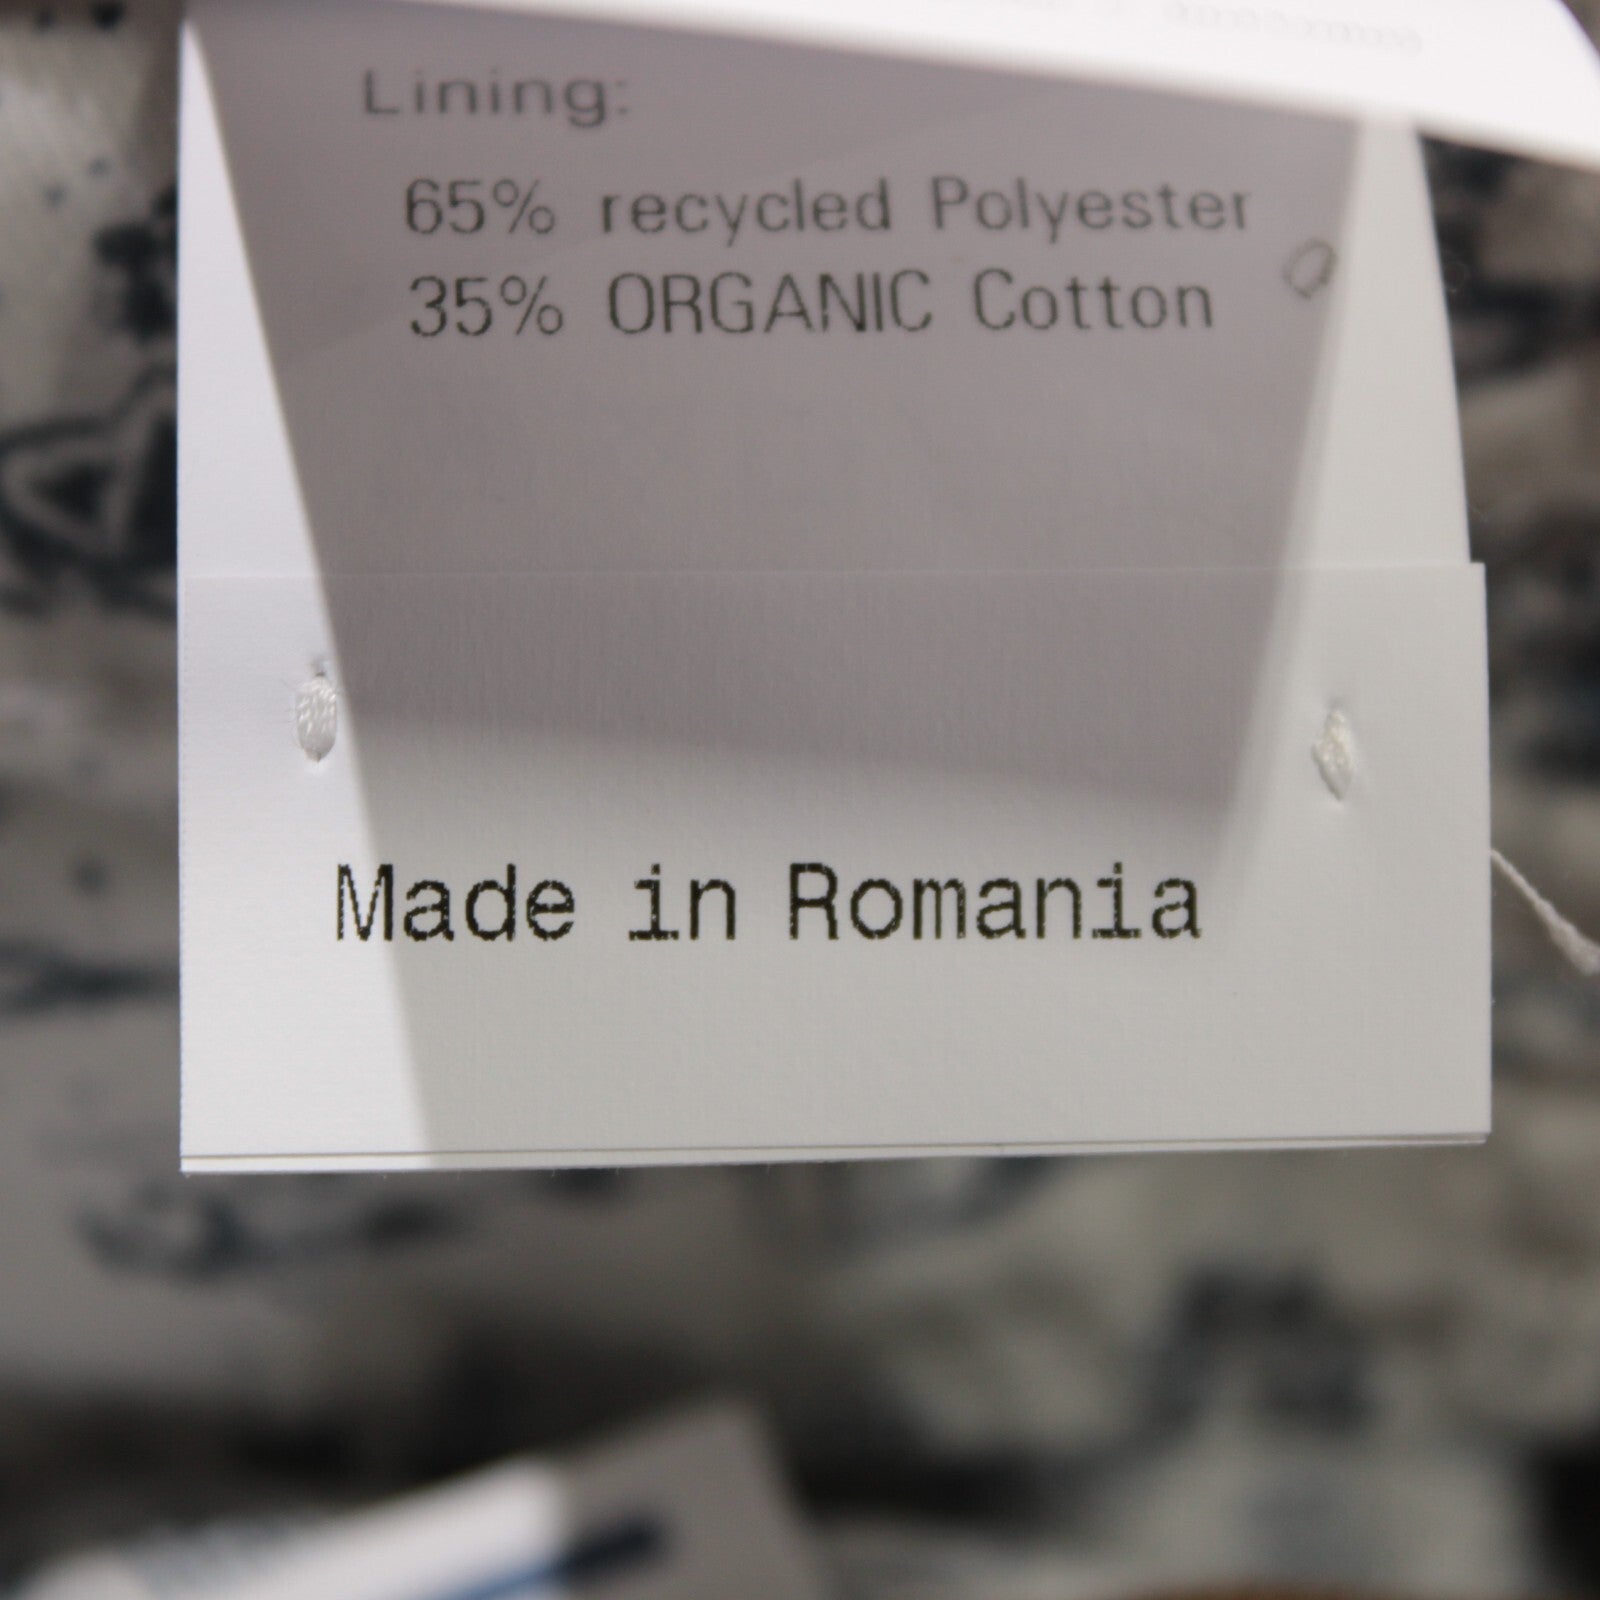 Lining:
65% recycled Polyester
35% ORGANIC Cotton
Made in Romania